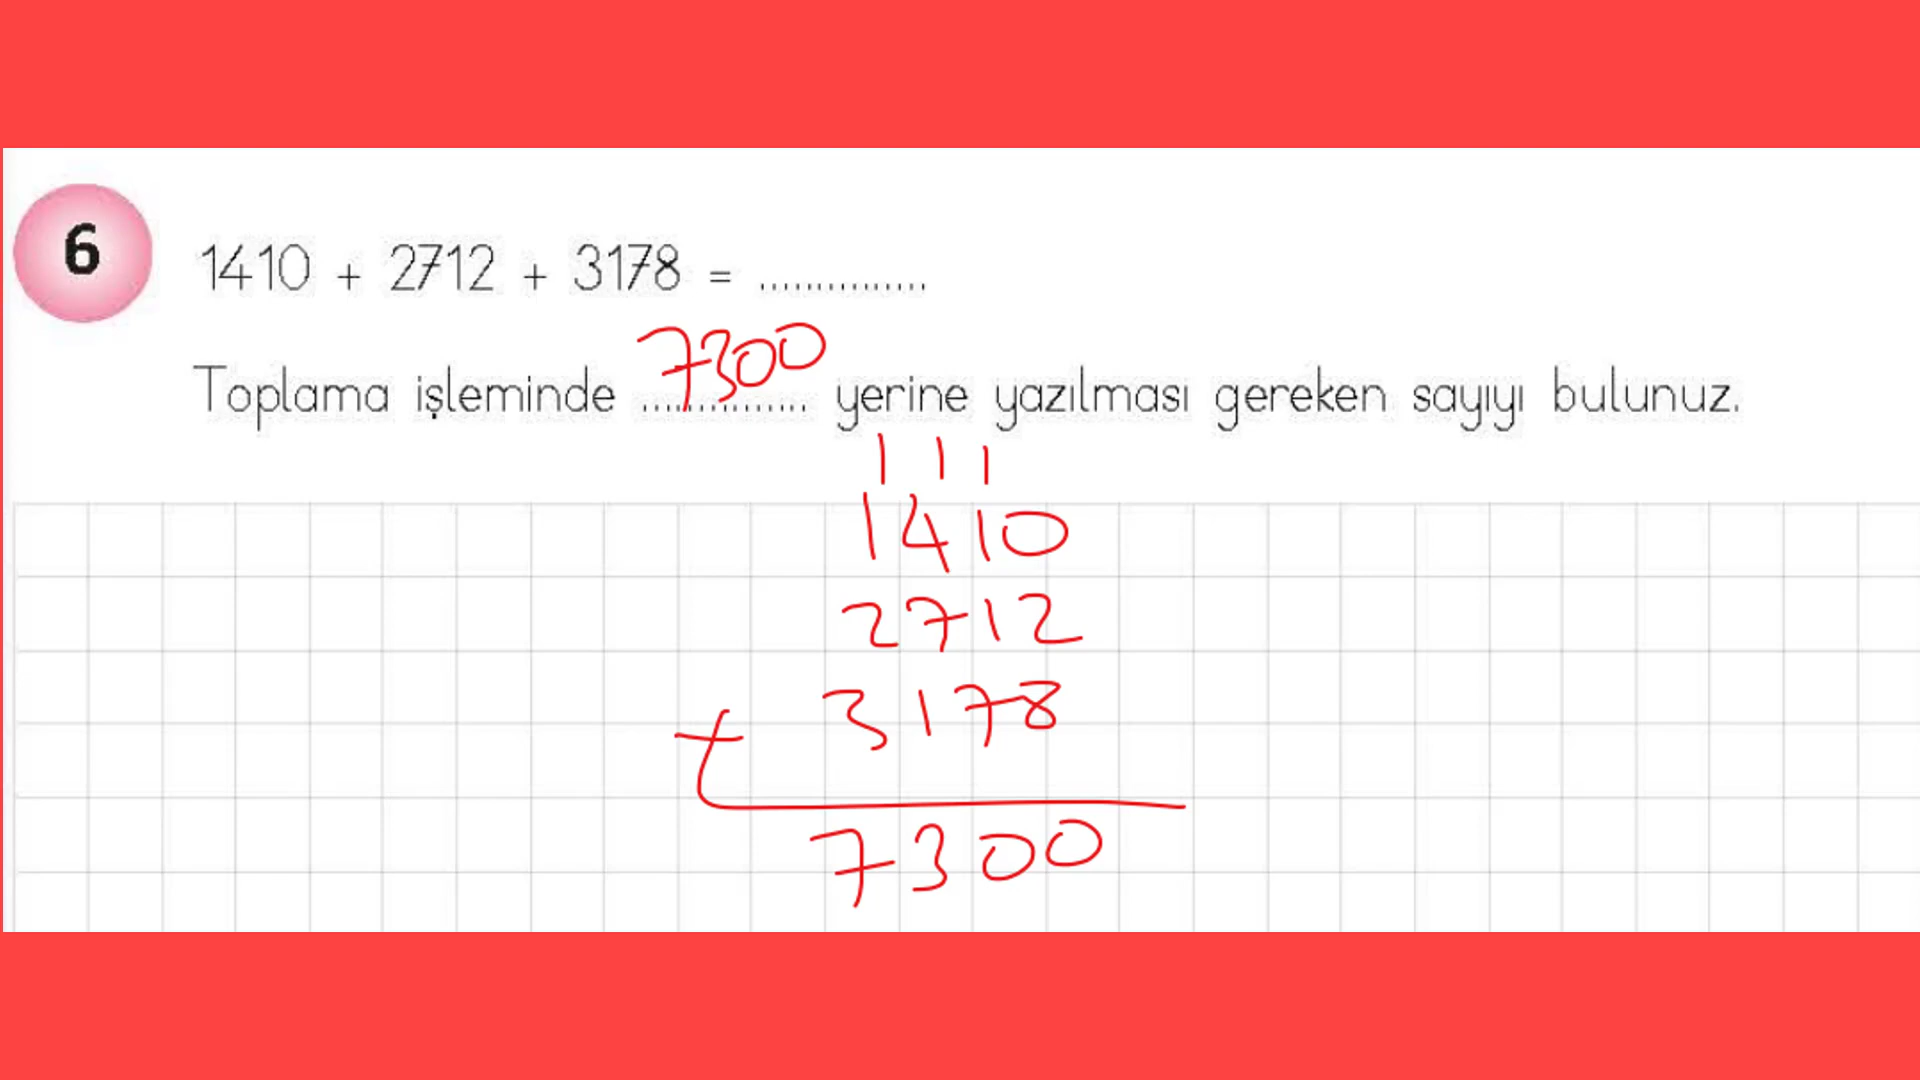 6
1410 + 2712 + 3178 = ...............
7300
Toplama işleminde ............... yerine yazılması gereken sayıyı bulunuz.
1 1 1
1410
2712
+ 3178
7300